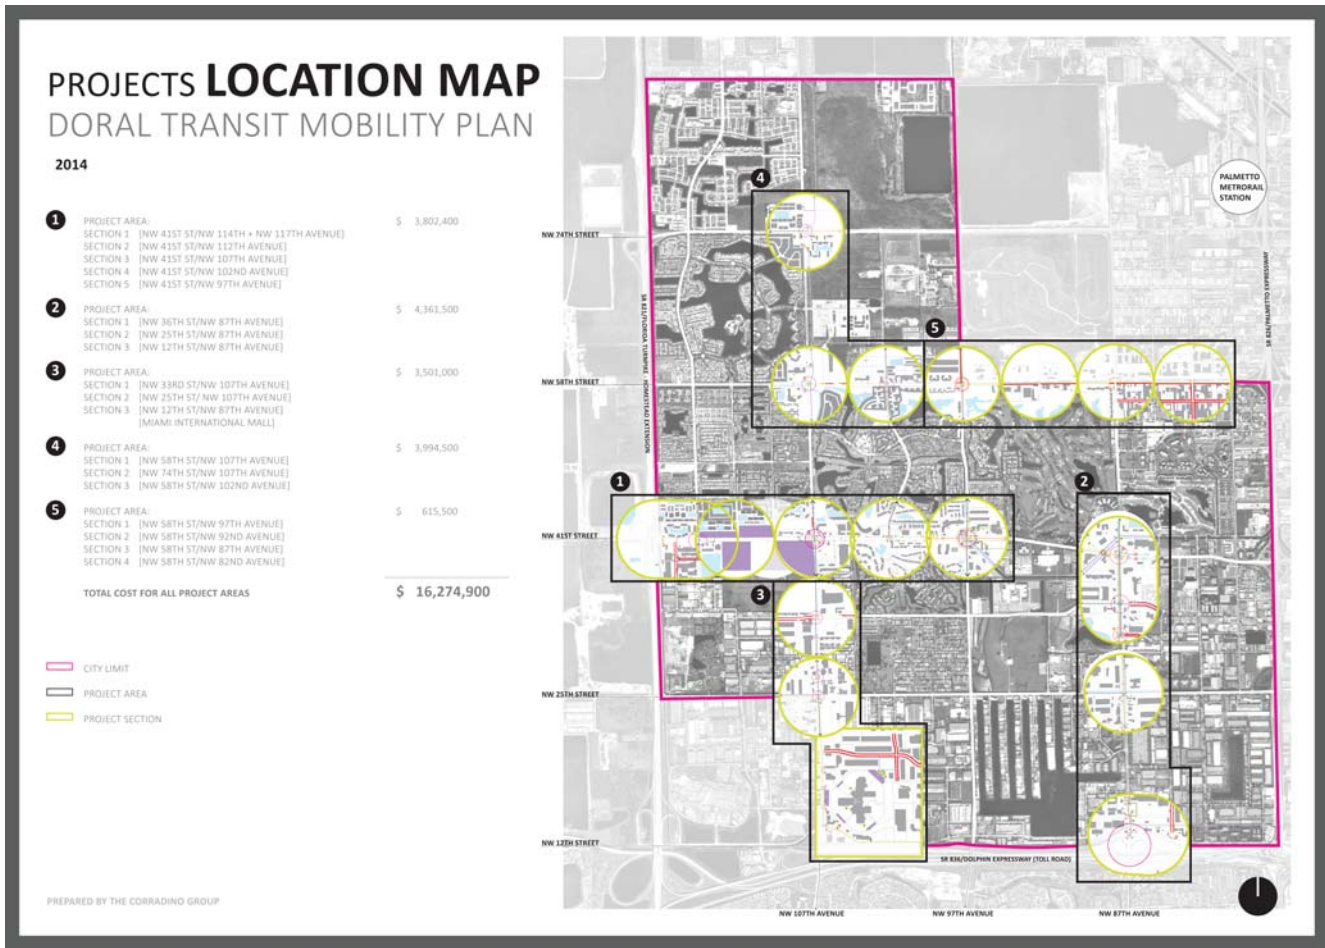 PROJECTS LOCATION MAP
DORAL TRANSIT MOBILITY PLAN
2014
1 PROJECT AREA: $ 3,802,400
SECTION 1 [NW 41ST ST/NW 114TH + NW 117TH AVENUE]
SECTION 2 [NW 41ST ST/NW 112TH AVENUE]
SECTION 3 [NW 41ST ST/NW 107TH AVENUE]
SECTION 4 [NW 41ST ST/NW 102ND AVENUE]
SECTION 5 [NW 41ST ST/NW 97TH AVENUE]
2 PROJECT AREA: $ 4,361,500
SECTION 1 [NW 36TH ST/NW 87TH AVENUE]
SECTION 2 [NW 25TH ST/NW 87TH AVENUE]
SECTION 3 [NW 12TH ST/NW 87TH AVENUE]
3 PROJECT AREA: $ 3,501,000
SECTION 1 [NW 33RD ST/NW 107TH AVENUE]
SECTION 2 [NW 25TH ST/ NW 107TH AVENUE]
SECTION 3 [NW 12TH ST/NW 87TH AVENUE]
[MIAMI INTERNATIONAL MALL]
4 PROJECT AREA: $ 3,994,500
SECTION 1 [NW 58TH ST/NW 107TH AVENUE]
SECTION 2 [NW 74TH ST/NW 107TH AVENUE]
SECTION 3 [NW 58TH ST/NW 102ND AVENUE]
5 PROJECT AREA: $ 615,500
SECTION 1 [NW 58TH ST/NW 97TH AVENUE]
SECTION 2 [NW 58TH ST/NW 92ND AVENUE]
SECTION 3 [NW 58TH ST/NW 87TH AVENUE]
SECTION 4 [NW 58TH ST/NW 82ND AVENUE]
TOTAL COST FOR ALL PROJECT AREAS $ 16,274,900
CITY LIMIT
PROJECT AREA
PROJECT SECTION
PREPARED BY THE CORRADINO GROUP
PALMETTO
METRORAIL
STATION
4
NW 74TH STREET
SR 826/PALMETTO EXPRESSWAY
SR 821/FLORIDA TURNPIKE - HOMESTEAD EXTENSION
5
NW 58TH STREET
1
2
NW 41ST STREET
3
NW 25TH STREET
NW 12TH STREET
SR 836/DOLPHIN EXPRESSWAY (TOLL ROAD)
NW 107TH AVENUE
NW 97TH AVENUE
NW 87TH AVENUE